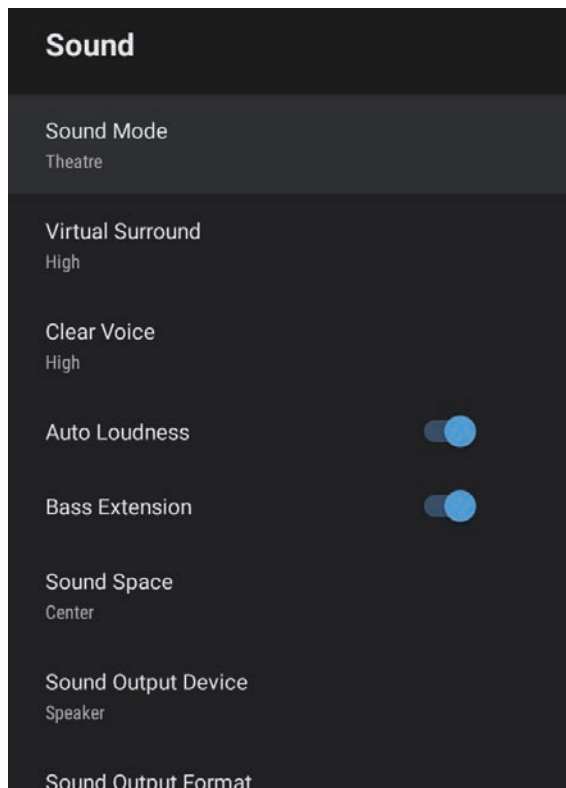 Sound
Sound Mode
Theatre
Virtual Surround
High
Clear Voice
High
Auto Loudness
Bass Extension
Sound Space
Center
Sound Output Device
Speaker
Sound Output Format